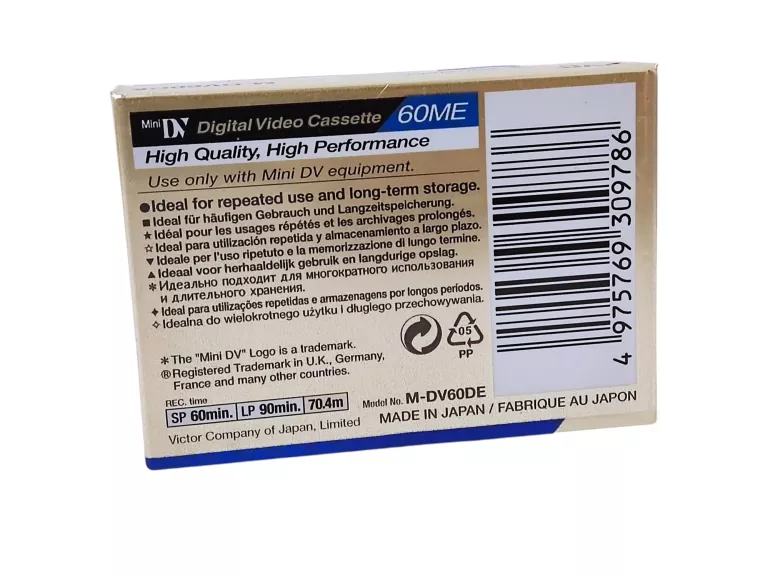 Mini DV Digital Video Cassette 60ME
High Quality, High Performance
Use only with Mini DV equipment.
●Ideal for repeated use and long-term storage.
■Ideal für häufigen Gebrauch und Langzeitspeicherung.
★Idéal pour les usages répétés et les archivages prolongés.
☆Ideal para utilización repetida y almacenamiento a largo plazo.
▼Ideale per l'uso ripetuto e la memorizzazione di lungo termine.
▲Ideaal voor herhaaldelijk gebruik en langdurige opslag.
✻Идеально подходит для многократного использования
и длительного хранения.
✦Ideal para utilizações repetidas e armazenagens por longos períodos.
✧Idealna do wielokrotnego użytku i długiego przechowywania.
05
PP
✻The "Mini DV" Logo is a trademark.
®Registered Trademark in U.K., Germany,
France and many other countries.
REC. time
SP 60min. LP 90min. 70.4m
Model No. M-DV60DE
Victor Company of Japan, Limited
MADE IN JAPAN / FABRIQUE AU JAPON
4 975769 309786